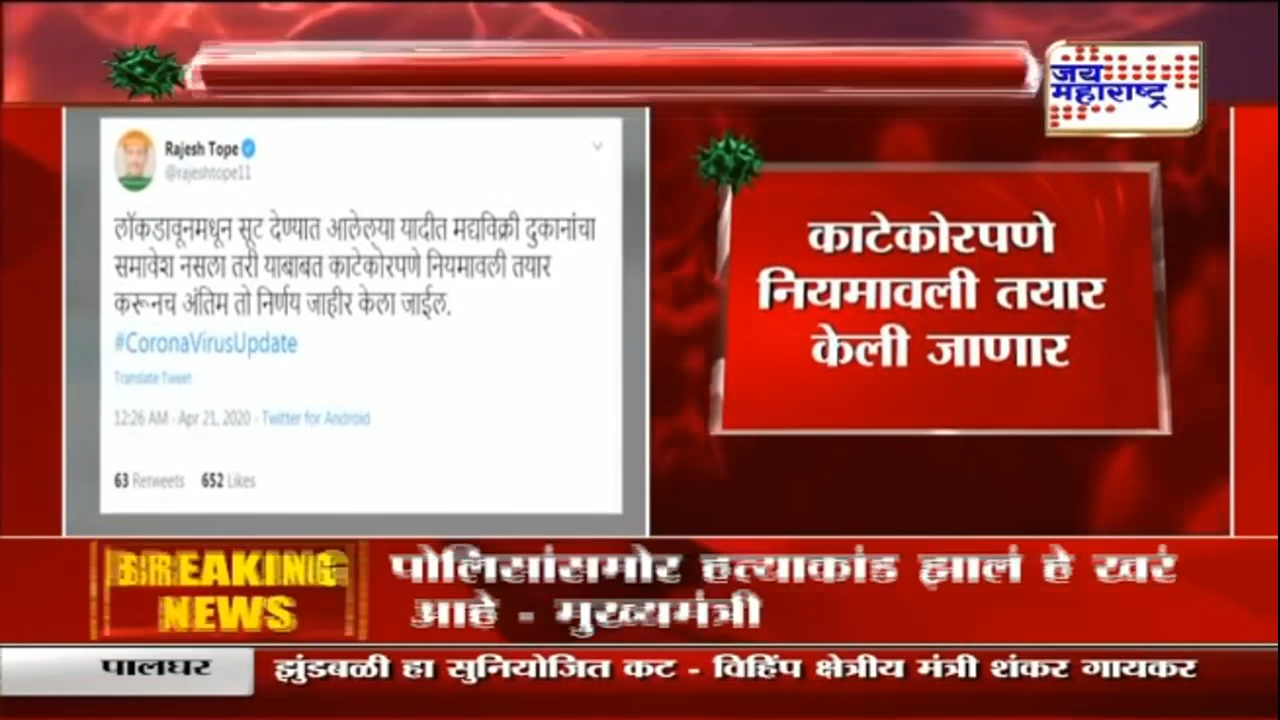 जय
महाराष्ट्र
Rajesh Tope
@rajeshtope11
लॉकडावूनमधून सूट देण्यात आलेल्या यादीत मद्यविक्री दुकानांचा
समावेश नसला तरी याबाबत काटेकोरपणे नियमावली तयार
करूनच अंतिम तो निर्णय जाहीर केला जाईल.
#CoronaVirusUpdate
Translate Tweet
12:26 AM · Apr 21, 2020 · Twitter for Android
63 Retweets 652 Likes
काटेकोरपणे
नियमावली तयार
केली जाणार
BREAKING
NEWS
पोलिसांसमोर हत्याकांड झालं हे खरं
आहे - मुख्यमंत्री
पालघर
झुंडबळी हा सुनियोजित कट - विहिंप क्षेत्रीय मंत्री शंकर गायकर